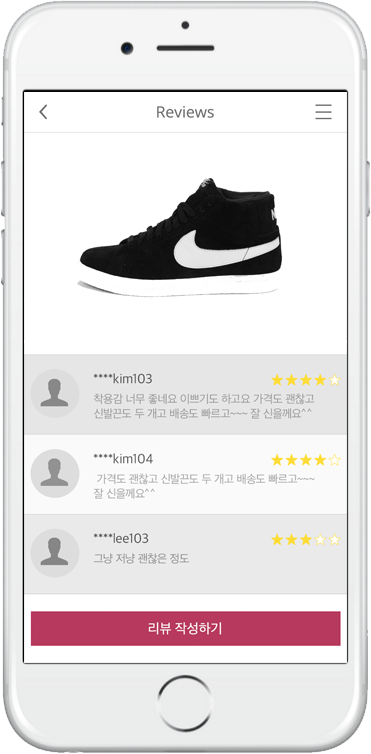 Reviews
****kim103
착용감 너무 좋네요 이쁘기도 하고요 가격도 괜찮고
신발끈도 두 개고 배송도 빠르고~~~ 잘 신을께요^^
****kim104
가격도 괜찮고 신발끈도 두 개고 배송도 빠르고~~~
잘 신을께요^^
****lee103
그냥 저냥 괜찮은 정도
리뷰 작성하기